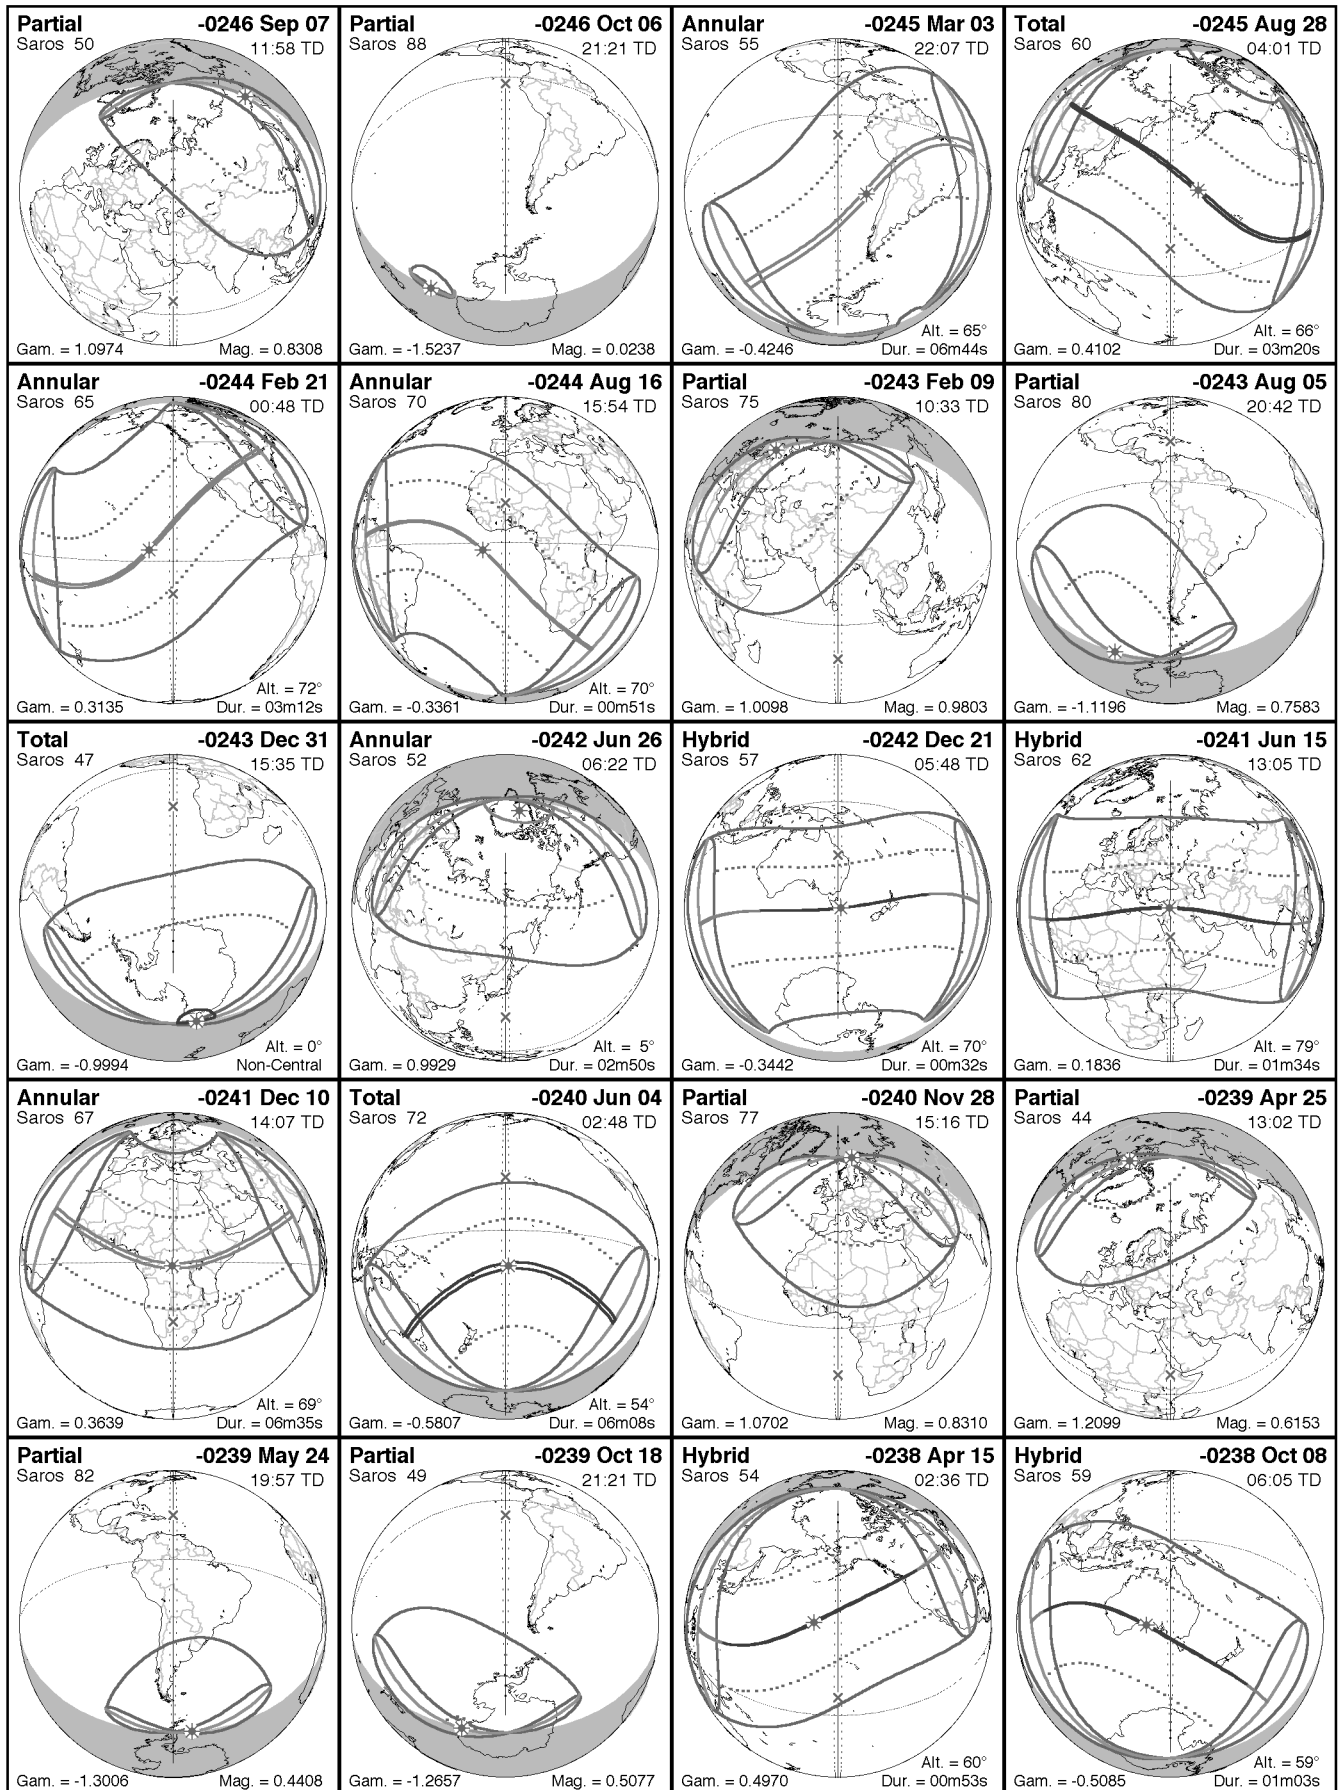 Partial -0246 Sep 07
Saros 50 11:58 TD
Gam. = 1.0974 Mag. = 0.8308
Partial -0246 Oct 06
Saros 88 21:21 TD
Gam. = -1.5237 Mag. = 0.0238
Annular -0245 Mar 03
Saros 55 22:07 TD
Alt. = 65°
Gam. = -0.4246 Dur. = 06m44s
Total -0245 Aug 28
Saros 60 04:01 TD
Alt. = 66°
Gam. = 0.4102 Dur. = 03m20s
Annular -0244 Feb 21
Saros 65 00:48 TD
Alt. = 72°
Gam. = 0.3135 Dur. = 03m12s
Annular -0244 Aug 16
Saros 70 15:54 TD
Alt. = 70°
Gam. = -0.3361 Dur. = 00m51s
Partial -0243 Feb 09
Saros 75 10:33 TD
Gam. = 1.0098 Mag. = 0.9803
Partial -0243 Aug 05
Saros 80 20:42 TD
Gam. = -1.1196 Mag. = 0.7583
Total -0243 Dec 31
Saros 47 15:35 TD
Alt. = 0°
Gam. = -0.9994 Non-Central
Annular -0242 Jun 26
Saros 52 06:22 TD
Alt. = 5°
Gam. = 0.9929 Dur. = 02m50s
Hybrid -0242 Dec 21
Saros 57 05:48 TD
Alt. = 70°
Gam. = -0.3442 Dur. = 00m32s
Hybrid -0241 Jun 15
Saros 62 13:05 TD
Alt. = 79°
Gam. = 0.1836 Dur. = 01m34s
Annular -0241 Dec 10
Saros 67 14:07 TD
Alt. = 69°
Gam. = 0.3639 Dur. = 06m35s
Total -0240 Jun 04
Saros 72 02:48 TD
Alt. = 54°
Gam. = -0.5807 Dur. = 06m08s
Partial -0240 Nov 28
Saros 77 15:16 TD
Gam. = 1.0702 Mag. = 0.8310
Partial -0239 Apr 25
Saros 44 13:02 TD
Gam. = 1.2099 Mag. = 0.6153
Partial -0239 May 24
Saros 82 19:57 TD
Gam. = -1.3006 Mag. = 0.4408
Partial -0239 Oct 18
Saros 49 21:21 TD
Gam. = -1.2657 Mag. = 0.5077
Hybrid -0238 Apr 15
Saros 54 02:36 TD
Alt. = 60°
Gam. = 0.4970 Dur. = 00m53s
Hybrid -0238 Oct 08
Saros 59 06:05 TD
Alt. = 59°
Gam. = -0.5085 Dur. = 01m03s